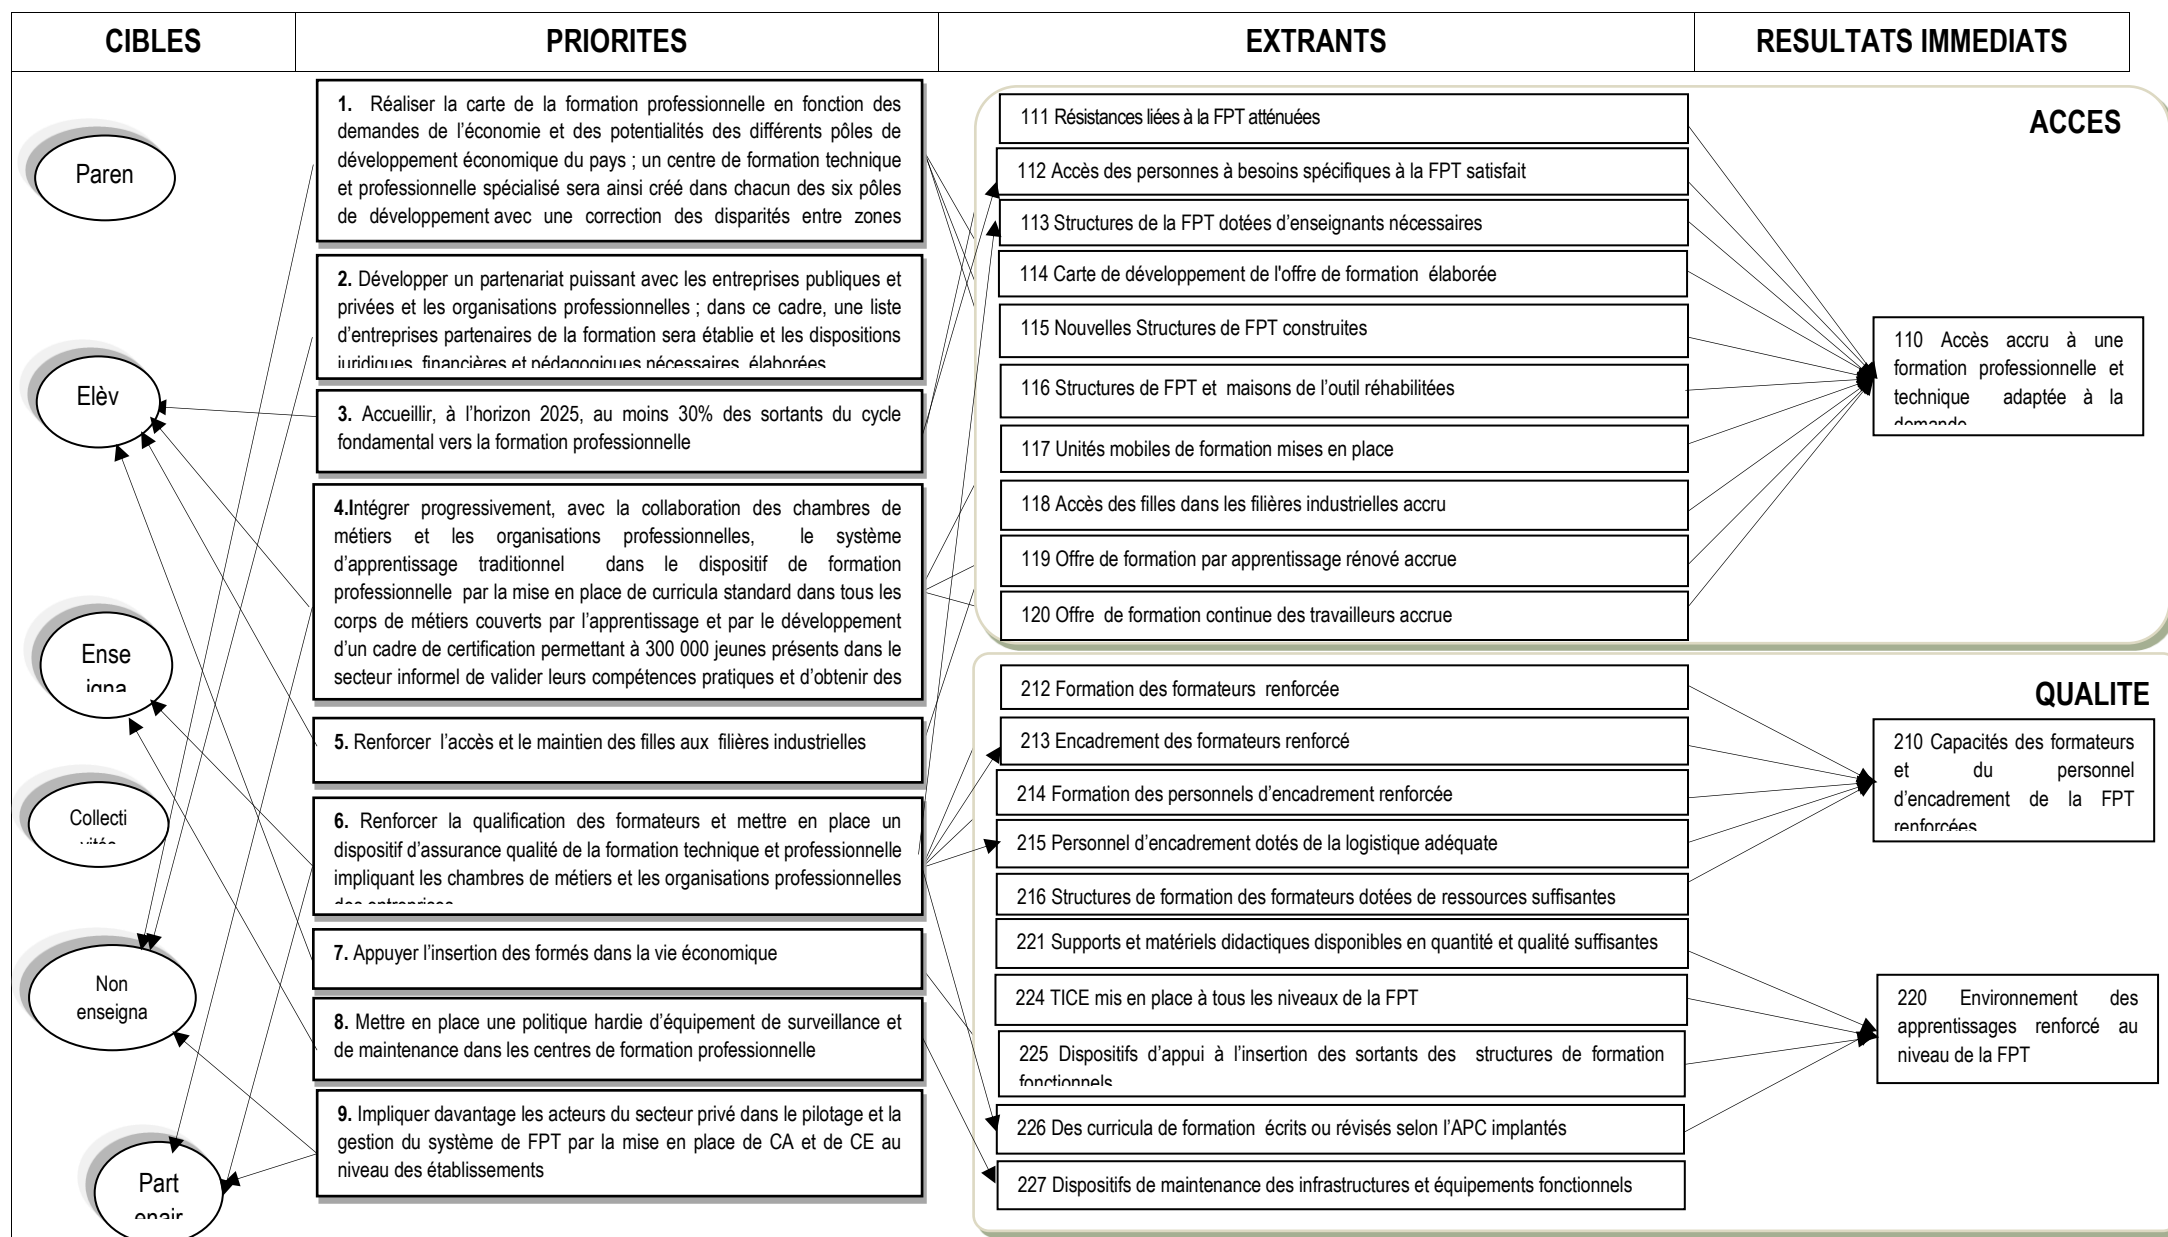 CIBLES
PRIORITES
EXTRANTS
RESULTATS IMMEDIATS
Paren
Elèv
Ense
igna
Collecti
vités
Non
enseigna
Part
enair
1. Réaliser la carte de la formation professionnelle en fonction des
demandes de l’économie et des potentialités des différents pôles de
développement économique du pays ; un centre de formation technique
et professionnelle spécialisé sera ainsi créé dans chacun des six pôles
de développement avec une correction des disparités entre zones
2. Développer un partenariat puissant avec les entreprises publiques et
privées et les organisations professionnelles ; dans ce cadre, une liste
d’entreprises partenaires de la formation sera établie et les dispositions
juridiques, financières et pédagogiques nécessaires, élaborées
3. Accueillir, à l’horizon 2025, au moins 30% des sortants du cycle
fondamental vers la formation professionnelle
4.Intégrer progressivement, avec la collaboration des chambres de
métiers et les organisations professionnelles, le système
d’apprentissage traditionnel dans le dispositif de formation
professionnelle par la mise en place de curricula standard dans tous les
corps de métiers couverts par l’apprentissage et par le développement
d’un cadre de certification permettant à 300 000 jeunes présents dans le
secteur informel de valider leurs compétences pratiques et d’obtenir des
5. Renforcer l’accès et le maintien des filles aux filières industrielles
6. Renforcer la qualification des formateurs et mettre en place un
dispositif d’assurance qualité de la formation technique et professionnelle
impliquant les chambres de métiers et les organisations professionnelles
des entreprises
7. Appuyer l’insertion des formés dans la vie économique
8. Mettre en place une politique hardie d’équipement de surveillance et
de maintenance dans les centres de formation professionnelle
9. Impliquer davantage les acteurs du secteur privé dans le pilotage et la
gestion du système de FPT par la mise en place de CA et de CE au
niveau des établissements
ACCES
111 Résistances liées à la FPT atténuées
112 Accès des personnes à besoins spécifiques à la FPT satisfait
113 Structures de la FPT dotées d’enseignants nécessaires
114 Carte de développement de l'offre de formation élaborée
115 Nouvelles Structures de FPT construites
116 Structures de FPT et maisons de l’outil réhabilitées
117 Unités mobiles de formation mises en place
118 Accès des filles dans les filières industrielles accru
119 Offre de formation par apprentissage rénové accrue
120 Offre de formation continue des travailleurs accrue
110 Accès accru à une
formation professionnelle et
technique adaptée à la
demande
QUALITE
212 Formation des formateurs renforcée
213 Encadrement des formateurs renforcé
214 Formation des personnels d’encadrement renforcée
215 Personnel d’encadrement dotés de la logistique adéquate
216 Structures de formation des formateurs dotées de ressources suffisantes
221 Supports et matériels didactiques disponibles en quantité et qualité suffisantes
224 TICE mis en place à tous les niveaux de la FPT
225 Dispositifs d’appui à l’insertion des sortants des structures de formation
fonctionnels
226 Des curricula de formation écrits ou révisés selon l’APC implantés
227 Dispositifs de maintenance des infrastructures et équipements fonctionnels
210 Capacités des formateurs
et du personnel
d’encadrement de la FPT
renforcées
220 Environnement des
apprentissages renforcé au
niveau de la FPT